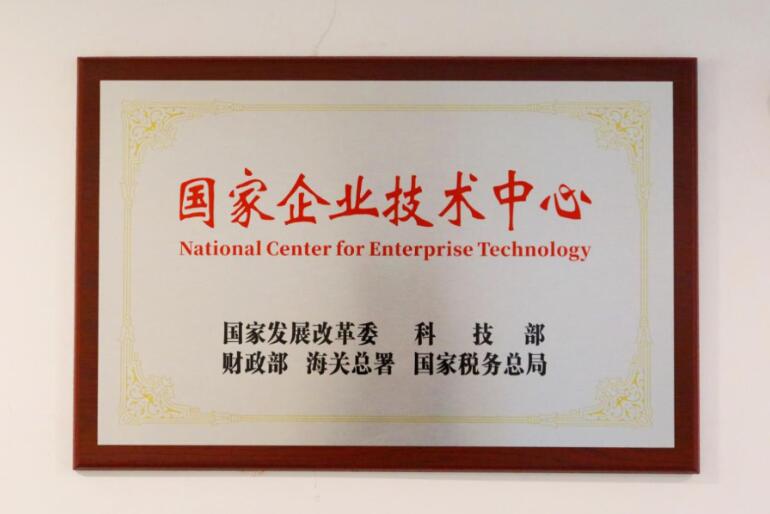 国家企业技术中心
National Center for Enterprise Technology
国家发展改革委 科技部
财政部 海关总署 国家税务总局